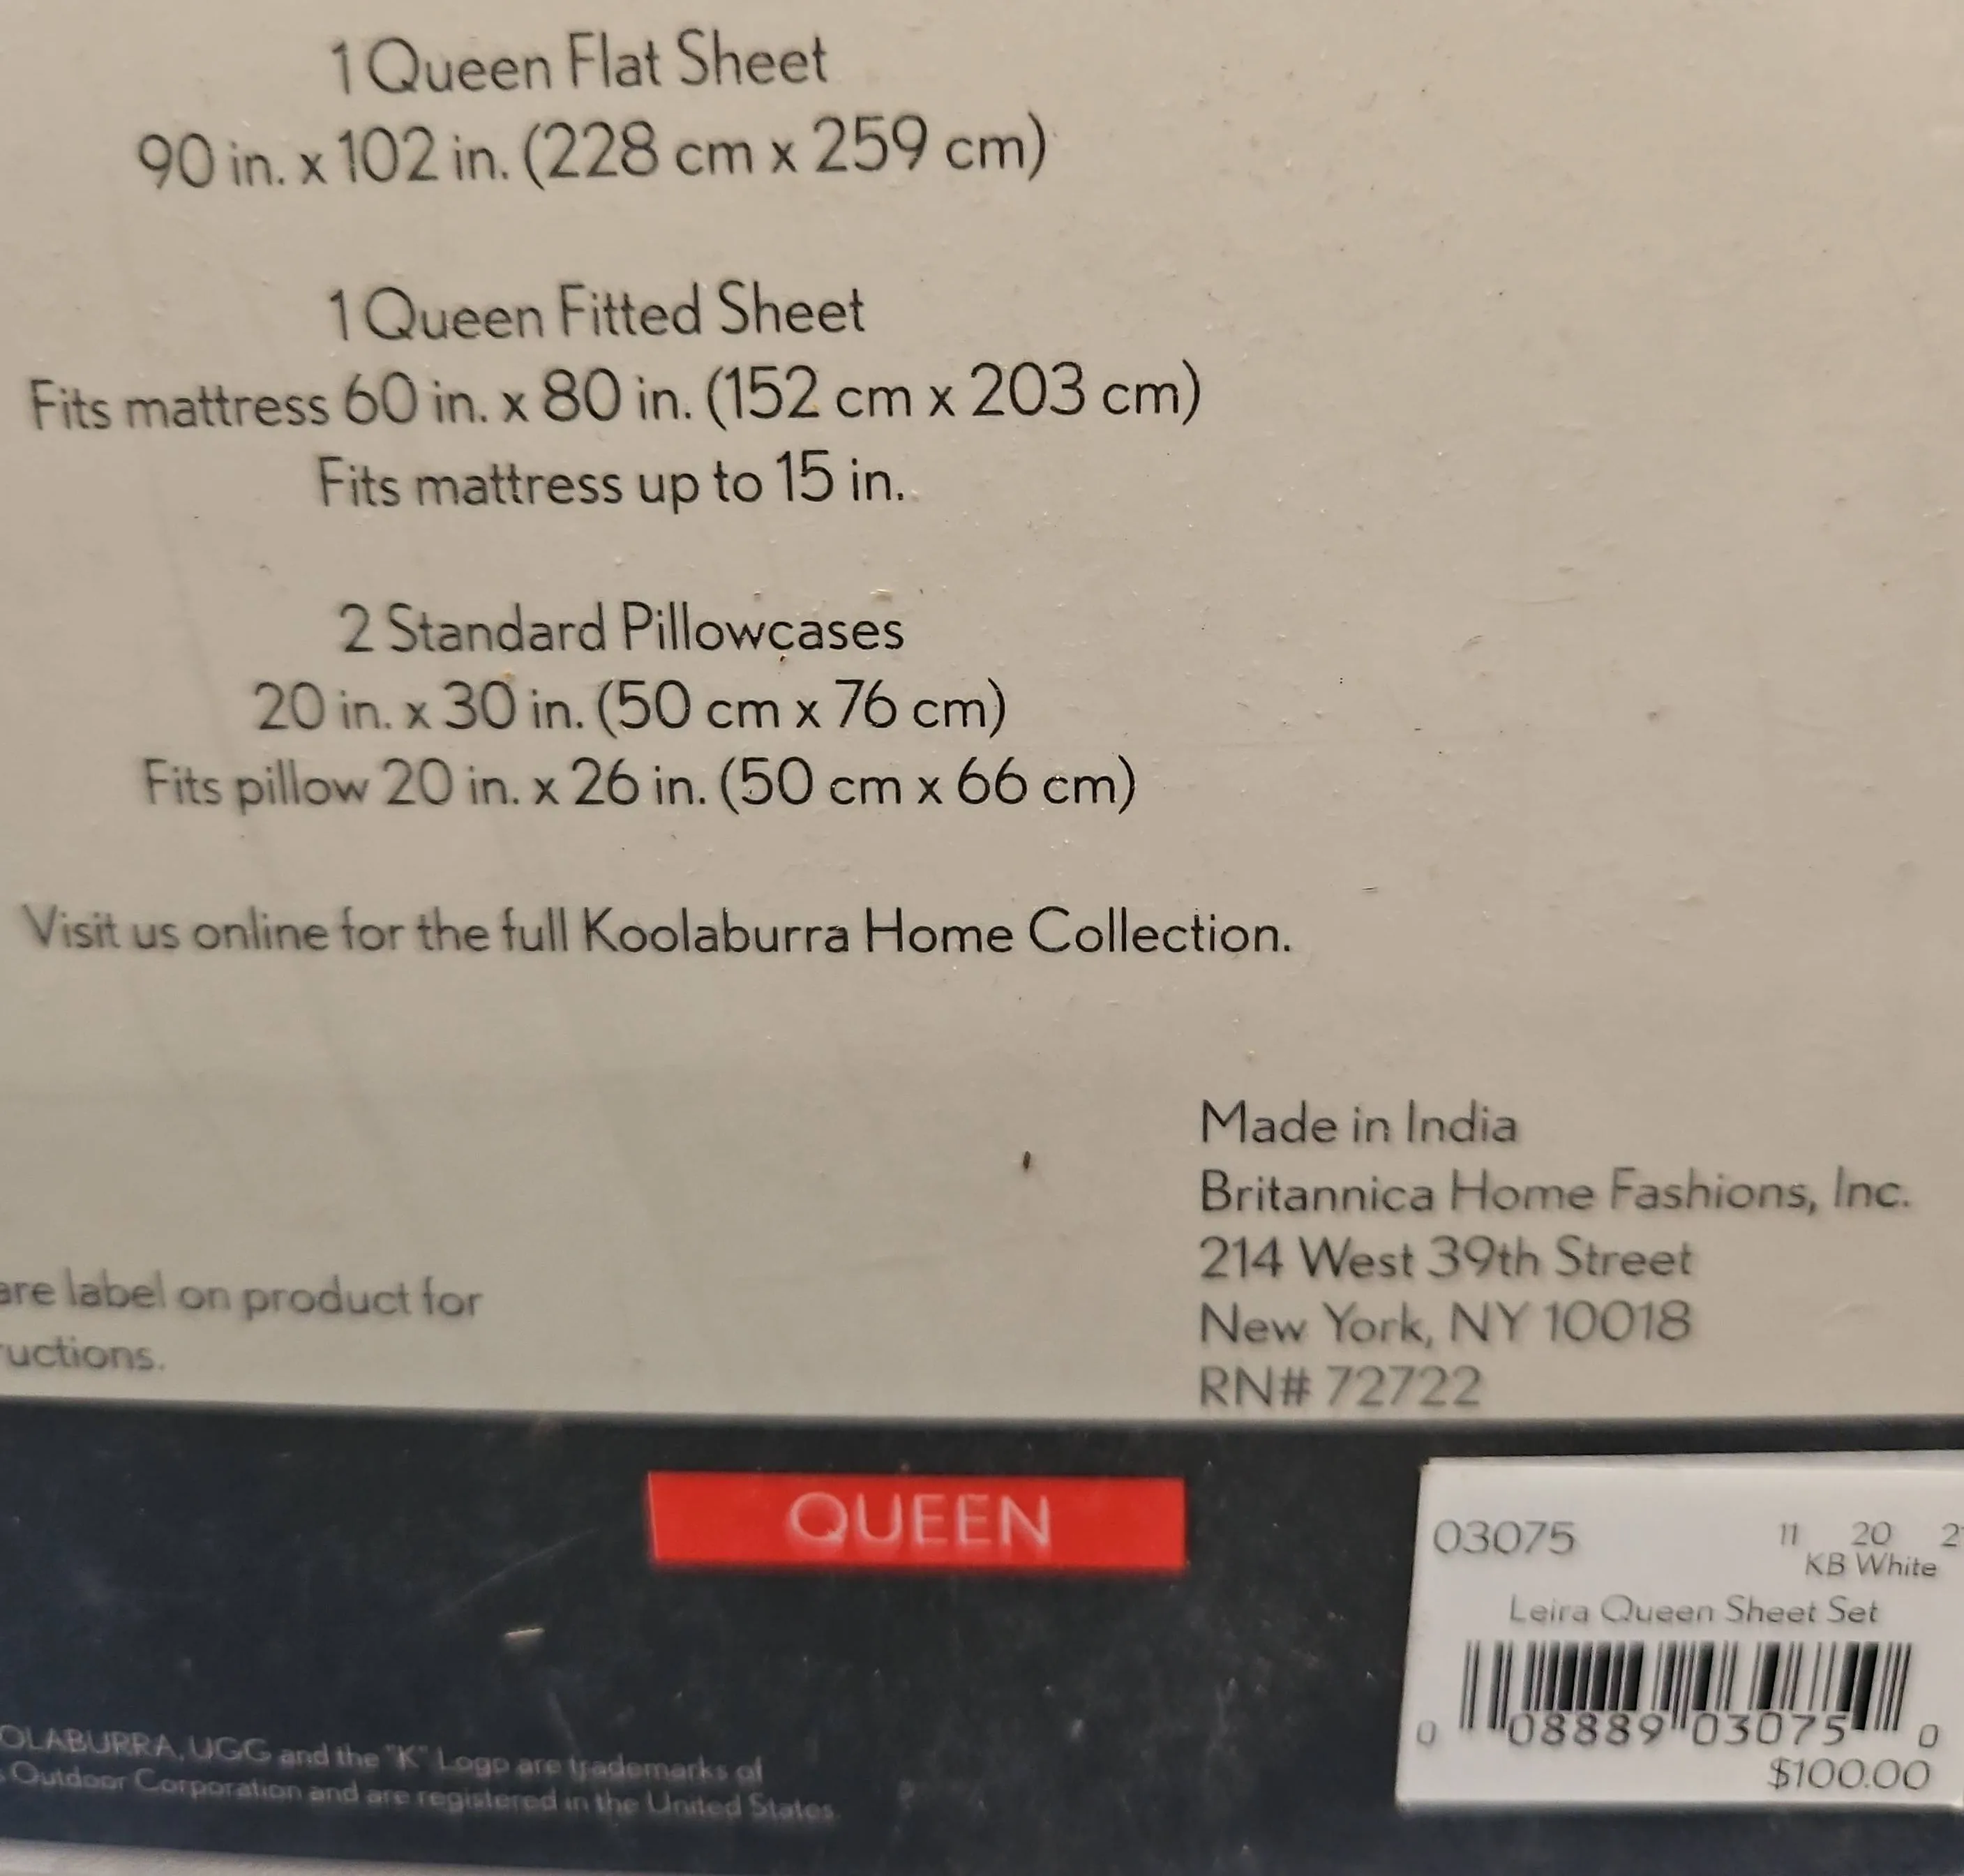 1 Queen Flat Sheet
90 in. x 102 in. (228 cm x 259 cm)
1 Queen Fitted Sheet
Fits mattress 60 in. x 80 in. (152 cm x 203 cm)
Fits mattress up to 15 in.
2 Standard Pillowcases
20 in. x 30 in. (50 cm x 76 cm)
Fits pillow 20 in. x 26 in. (50 cm x 66 cm)
Visit us online for the full Koolaburra Home Collection.
Made in India
Britannica Home Fashions, Inc.
214 West 39th Street
New York, NY 10018
RN# 72722
are label on product for
uctions.
QUEEN
03075 11 20 2
KB White
Leira Queen Sheet Set
0 08889 03075 0
$100.00
OLABURRA, UGG and the "K" Logo are trademarks of
Outdoor Corporation and are registered in the United States.